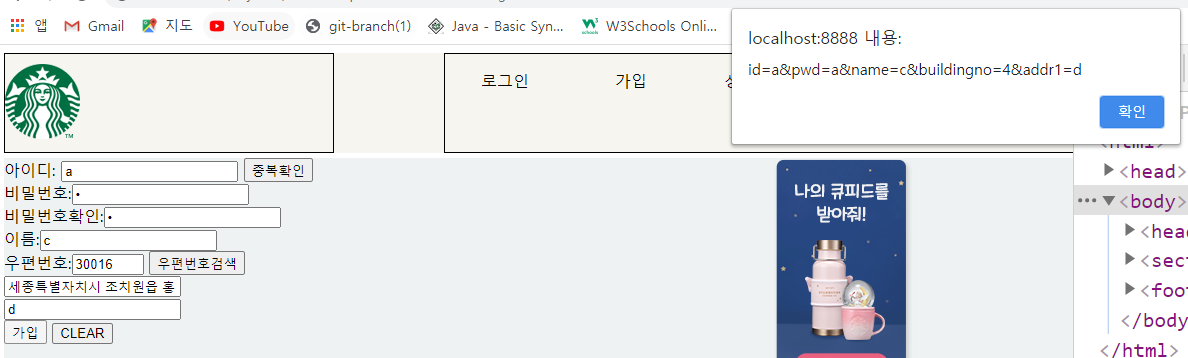 앱 Gmail 지도 YouTube git-branch(1) Java - Basic Syn... W3Schools Onli...
localhost:8888 내용:
id=a&pwd=a&name=c&buildingno=4&addr1=d
확인
로그인 가입
아이디: a 중복확인
비밀번호:•
비밀번호확인:•
이름:c
우편번호:30016 우편번호검색
세종특별자치시 조치원읍 홍
d
가입 CLEAR
나의 큐피드를
받아줘!
<head>
<body>
<hea
<sec
<foo
</body
</html>